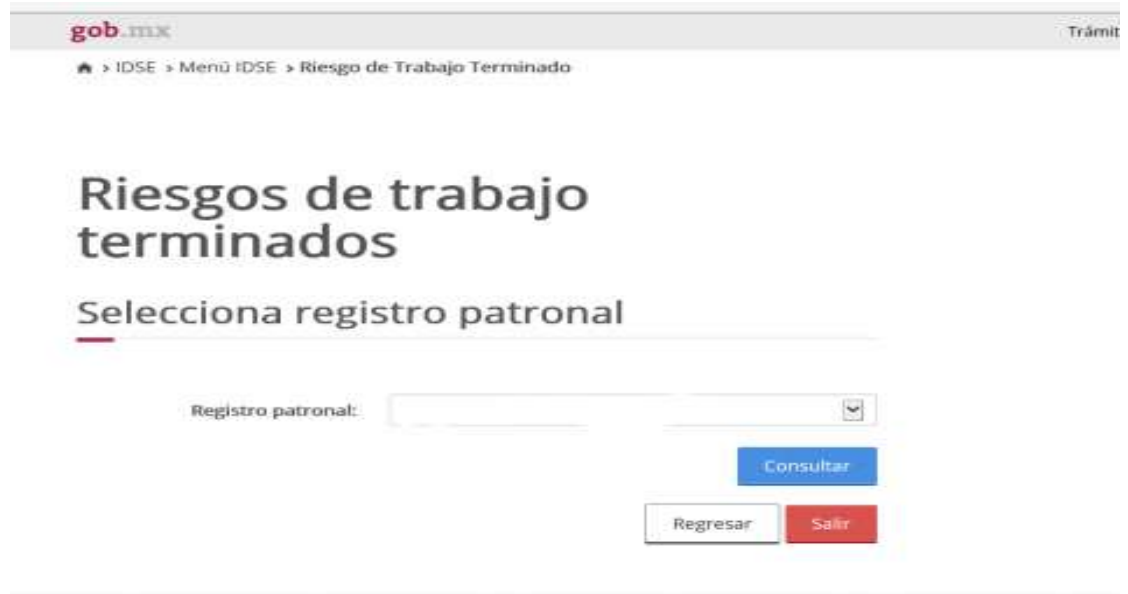 gob.mx
Trámit
> IDSE > Menú IDSE > Riesgo de Trabajo Terminado
Riesgos de trabajo
terminados
Selecciona registro patronal
Registro patronal:
Consultar
Regresar
Salir